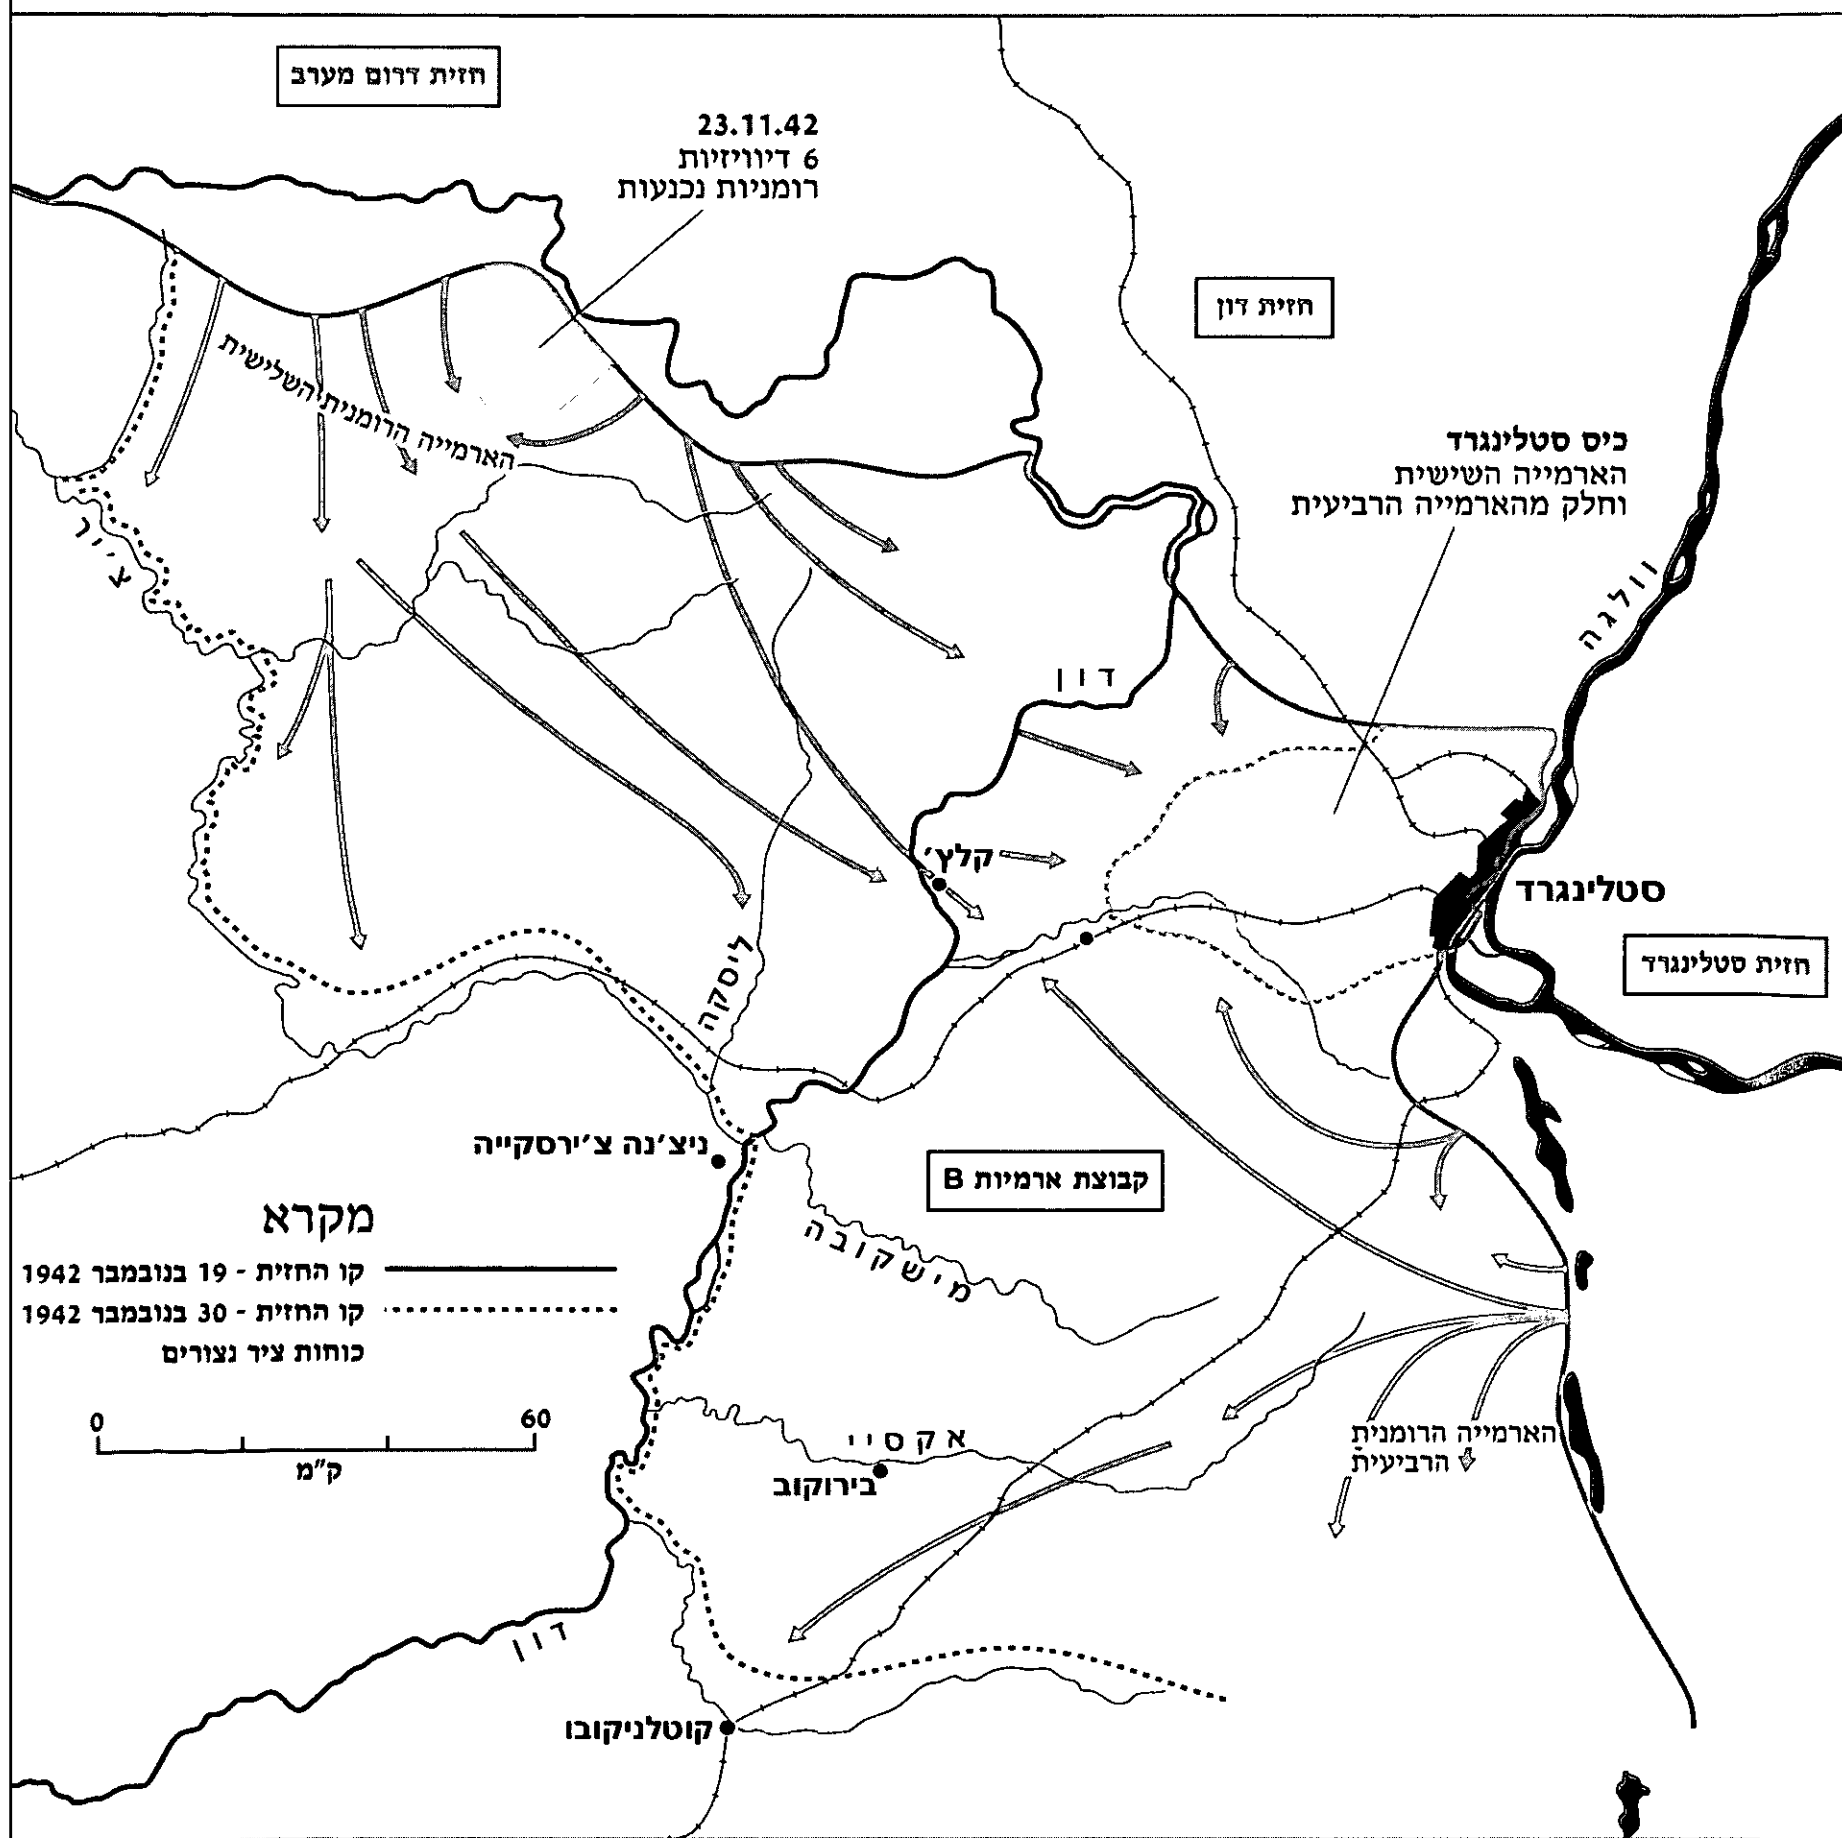 חזית דרום מערב
23.11.42
6 דיוויזיות
רומניות נכנעות
חזית דון
הארמייה הרומנית השלישית
כיס סטלינגרד
הארמייה השישית
וחלק מהארמייה הרביעית
צ'ון
וולגה
דון
קלץ'
סטלינגרד
חזית סטלינגרד
ליסקה
ניצ'נה צ'ירסקייה
קבוצת ארמיות B
מישקובה
מקרא
קו החזית - 19 בנובמבר 1942
קו החזית - 30 בנובמבר 1942
כוחות ציר נצורים
0
60
ק"מ
אקסיי
בירוקוב
הארמייה הרומנית
הרביעית
דון
קוטלניקובו